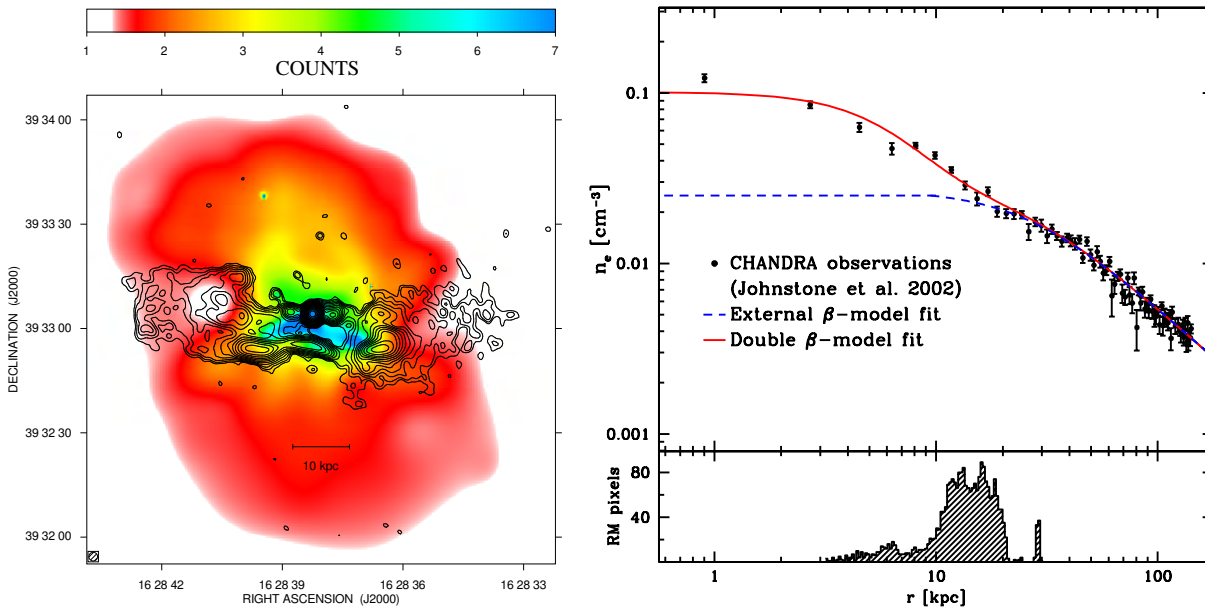 1 2 3 4 5 6 7
COUNTS
39 34 00
33 30
39 33 00
39 32 30
39 32 00
DECLINATION (J2000)
10 kpc
16 28 42 16 28 39 16 28 36 16 28 33
RIGHT ASCENSION (J2000)
0.1
0.01
0.001
n_e [cm⁻³]
CHANDRA observations
(Johnstone et al. 2002)
External β-model fit
Double β-model fit
80
40
RM pixels
1 10 100
r [kpc]